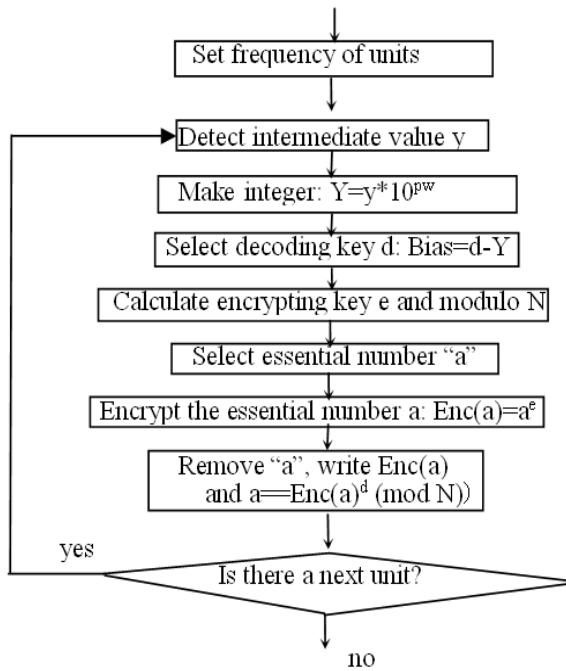 Set frequency of units
Detect intermediate value y
Make integer: Y=y*10^pw
Select decoding key d: Bias=d-Y
Calculate encrypting key e and modulo N
Select essential number “a”
Encrypt the essential number a: Enc(a)=a^e
Remove “a”, write Enc(a)
and a==Enc(a)^d (mod N))
yes
Is there a next unit?
no